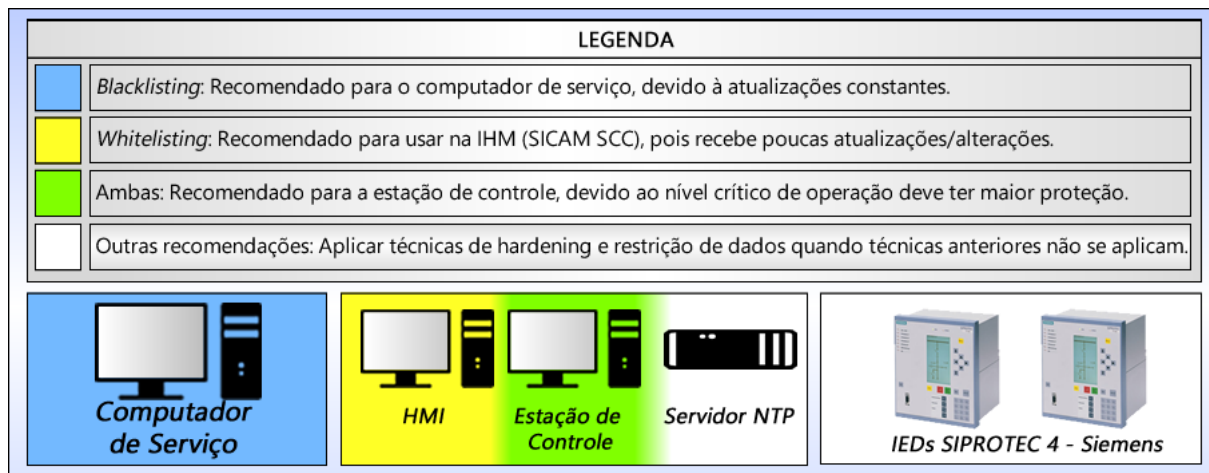 LEGENDA
Blacklisting: Recomendado para o computador de serviço, devido à atualizações constantes.
Whitelisting: Recomendado para usar na IHM (SICAM SCC), pois recebe poucas atualizações/alterações.
Ambas: Recomendado para a estação de controle, devido ao nível crítico de operação deve ter maior proteção.
Outras recomendações: Aplicar técnicas de hardening e restrição de dados quando técnicas anteriores não se aplicam.
Computador
de Serviço
HMI
Estação de
Controle
Servidor NTP
IEDs SIPROTEC 4 - Siemens